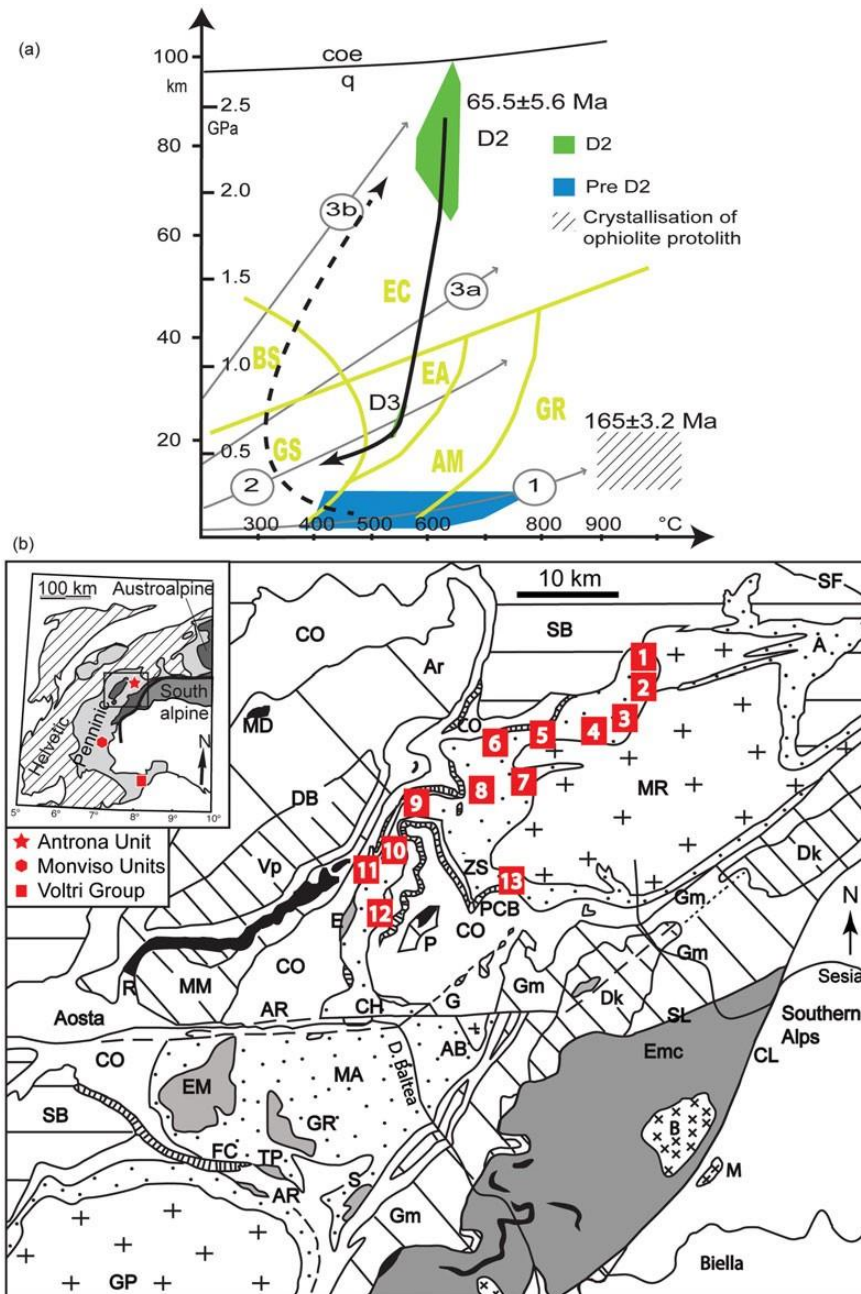 (a)
100
km
coe
q
2.5
GPa
65.5±5.6 Ma
D2
D2
Pre D2
Crystallisation of
ophiolite protolith
80
2.0
60
3b
1.5
EC
3a
40
BS
1.0
EA
D3
GR
165±3.2 Ma
20
GS
0.5
AM
2
1
300 400 500 600 800 900 °C
(b)
100 km
Austroalpine
South
alpine
Helvetic
Penninic
N
5° 6° 7° 8° 9° 10°
Antrona Unit
Monviso Units
Voltri Group
10 km
SF
CO
SB
Ar
A
1
2
3
CO
MD
6 5 4
MR
DB
9 8 7
Vp
10
Dk
11
ZS
13
Gm
12
PCB
E
CO
P
N
R
MM
CO
Gm
G
Gm
Dk
Sesia
Aosta
AR
CH
SL
Southern
Alps
AB
Emc
CL
CO
EM
MA
D. Baltea
SB
GR
B
FC
TP
M
AR
S
Gm
GP
Biella